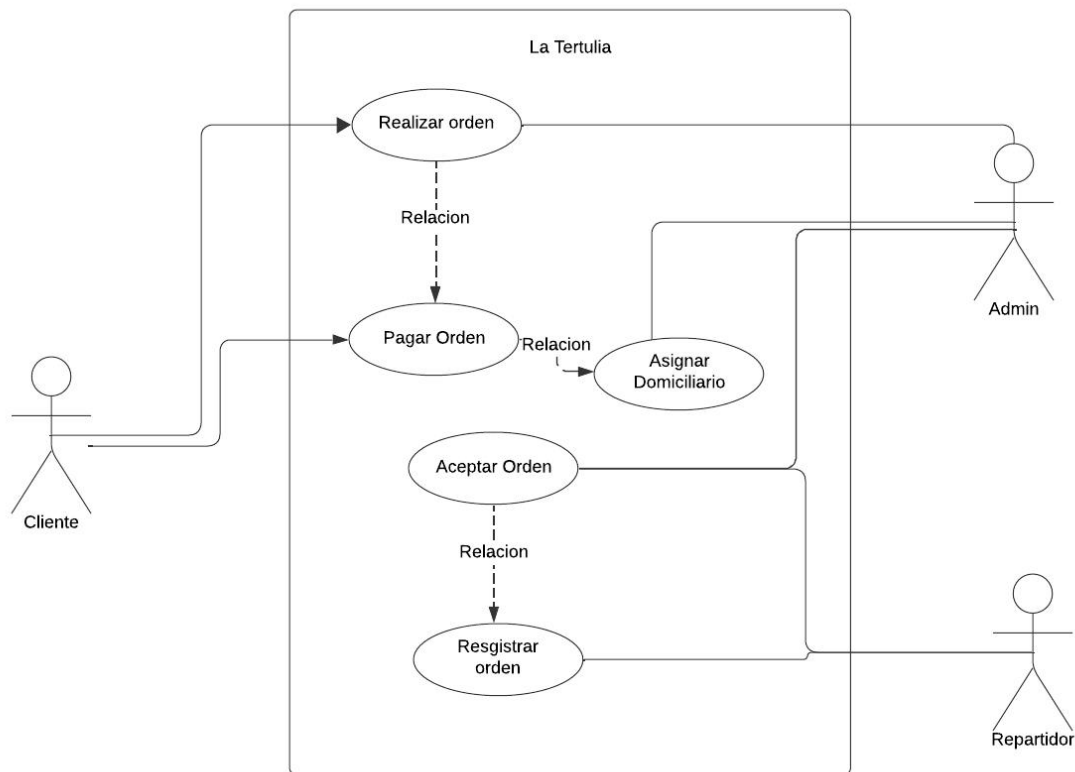 La Tertulia
Realizar orden
Relacion
Admin
Pagar Orden
Relacion
Asignar
Domiciliario
Aceptar Orden
Cliente
Relacion
Resgistrar
orden
Repartidor